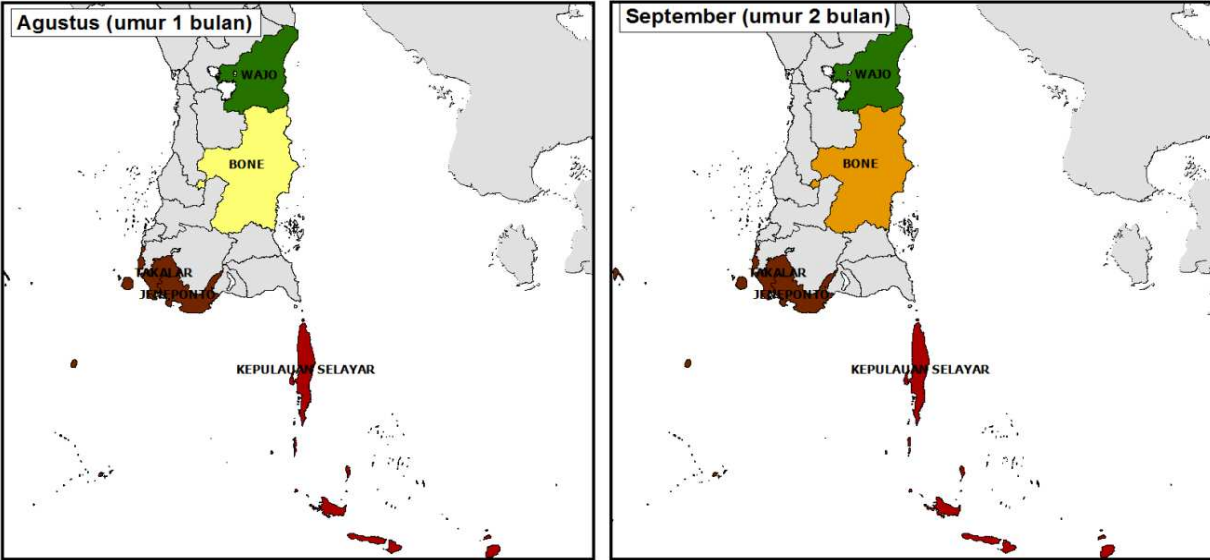 Agustus (umur 1 bulan)
WAJO
BONE
TAKALAR
JENEPONTO
KEPULAUAN SELAYAR
September (umur 2 bulan)
WAJO
BONE
TAKALAR
JENEPONTO
KEPULAUAN SELAYAR